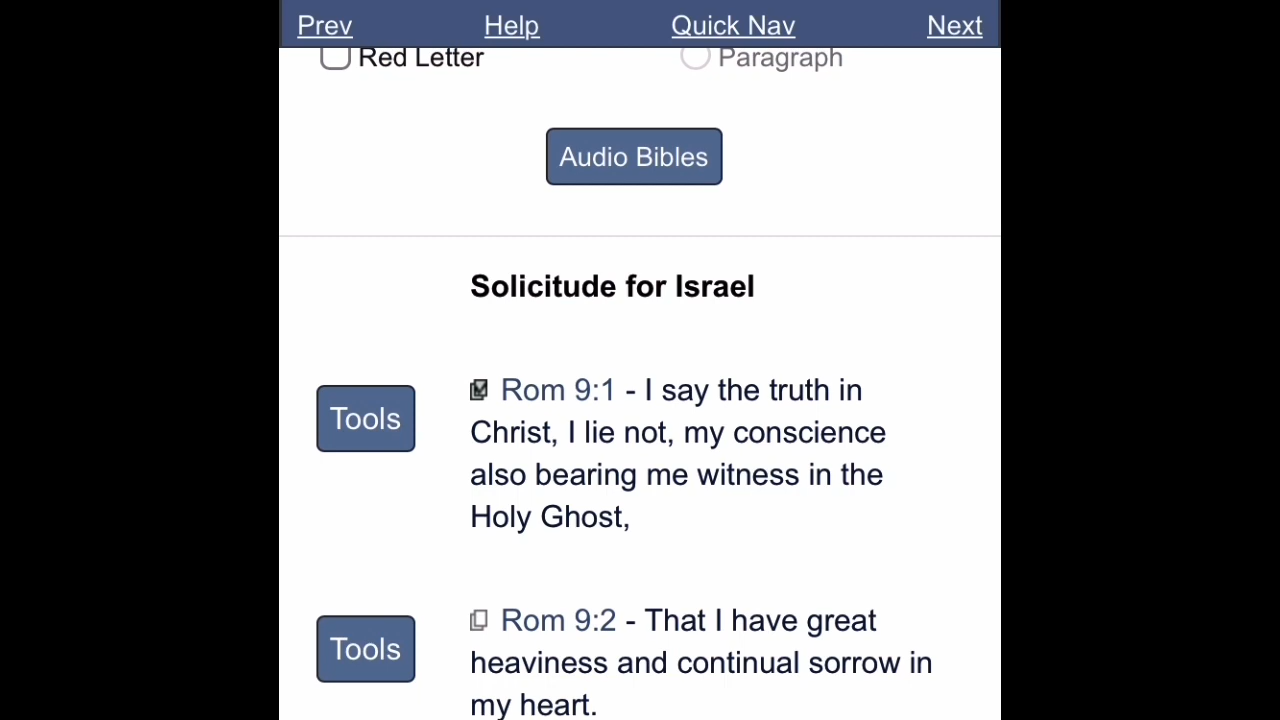 Prev Help Quick Nav Next
Red Letter Paragraph
Audio Bibles
Solicitude for Israel
Tools
Rom 9:1 - I say the truth in
Christ, I lie not, my conscience
also bearing me witness in the
Holy Ghost,
Tools
Rom 9:2 - That I have great
heaviness and continual sorrow in
my heart.